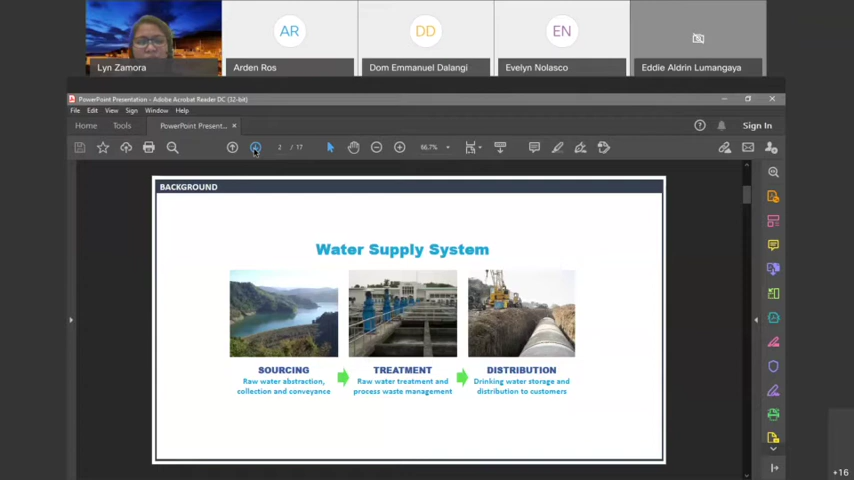 AR
DD
EN
Lyn Zamora
Arden Ros
Dom Emmanuel Dalangi
Evelyn Nolasco
Eddie Aldrin Lumangaya
PowerPoint Presentation - Adobe Acrobat Reader DC (32-bit)
File Edit View Sign Window Help
Home Tools PowerPoint Present... × Sign In
2 / 17 66.7%
BACKGROUND
Water Supply System
SOURCING
Raw water abstraction,
collection and conveyance
TREATMENT
Raw water treatment and
process waste management
DISTRIBUTION
Drinking water storage and
distribution to customers
+16